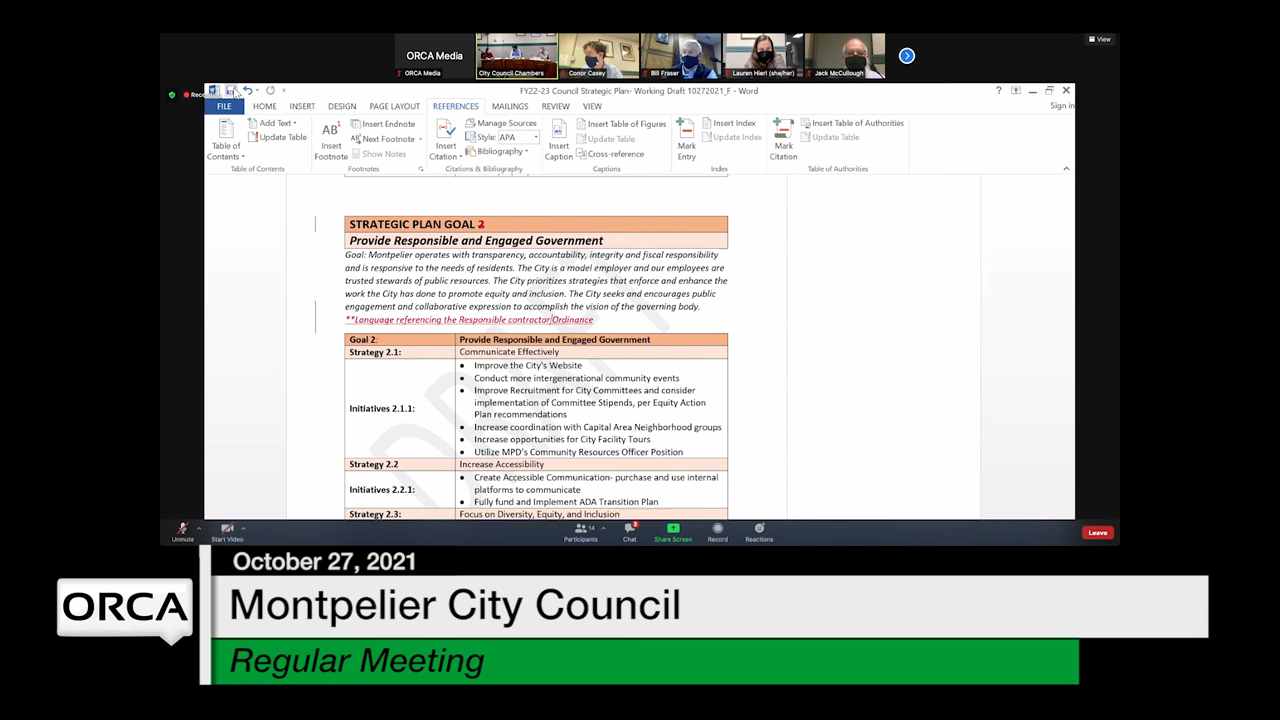 View
ORCA Media
ORCA Media
City Council Chambers
Conor Casey
Bill Fraser
Lauren Hierl (she/her)
Jack McCullough
FY22-23 Council Strategic Plan- Working Draft 10272021_F - Word
Sign in
FILE HOME INSERT DESIGN PAGE LAYOUT REFERENCES MAILINGS REVIEW VIEW
Table of Contents
Add Text
Update Table
Table of Contents
AB1
Insert Footnote
Insert Endnote
Next Footnote
Show Notes
Footnotes
Insert Citation
Manage Sources
Style: APA
Bibliography
Citations & Bibliography
Insert Caption
Insert Table of Figures
Update Table
Cross-reference
Captions
Mark Entry
Insert Index
Update Index
Index
Mark Citation
Insert Table of Authorities
Update Table
Table of Authorities
STRATEGIC PLAN GOAL 2
Provide Responsible and Engaged Government
Goal: Montpelier operates with transparency, accountability, integrity and fiscal responsibility
and is responsive to the needs of residents. The City is a model employer and our employees are
trusted stewards of public resources. The City prioritizes strategies that enforce and enhance the
work the City has done to promote equity and inclusion. The City seeks and encourages public
engagement and collaborative expression to accomplish the vision of the governing body.
**Language referencing the Responsible contractor Ordinance
Goal 2: Provide Responsible and Engaged Government
Strategy 2.1: Communicate Effectively
Initiatives 2.1.1:
• Improve the City's Website
• Conduct more intergenerational community events
• Improve Recruitment for City Committees and consider
implementation of Committee Stipends, per Equity Action
Plan recommendations
• Increase coordination with Capital Area Neighborhood groups
• Increase opportunities for City Facility Tours
• Utilize MPD's Community Resources Officer Position
Strategy 2.2 Increase Accessibility
Initiatives 2.2.1:
• Create Accessible Communication- purchase and use internal
platforms to communicate
• Fully fund and Implement ADA Transition Plan
Strategy 2.3: Focus on Diversity, Equity, and Inclusion
DRAFT
Unmute
Start Video
14
Participants
2
Chat
Share Screen
Record
Reactions
Leave
October 27, 2021
ORCA
Montpelier City Council
Regular Meeting